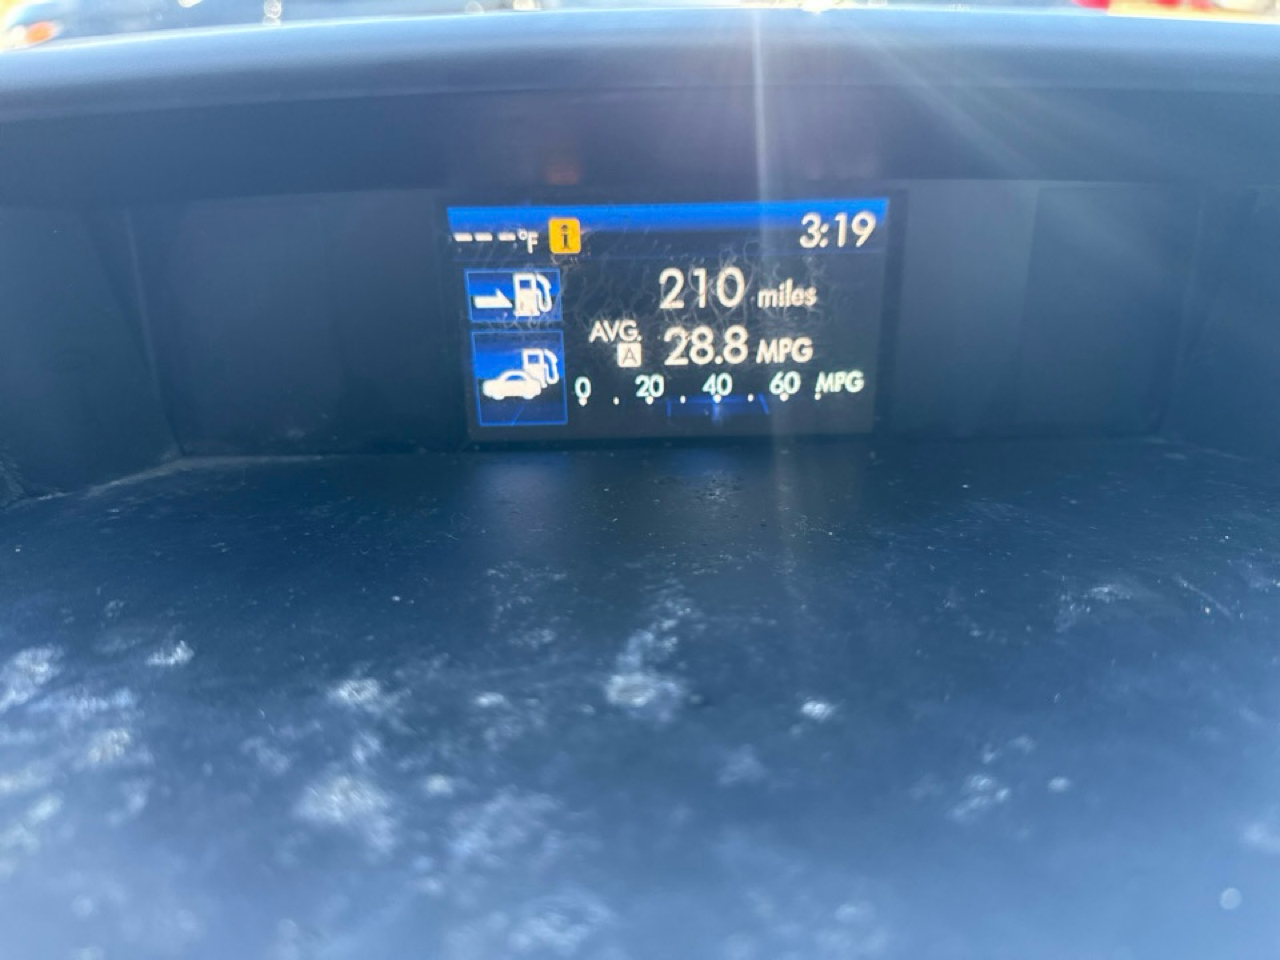 ---°F i 3:19
210 miles
AVG. A 28.8 MPG
0 20 40 60 MPG